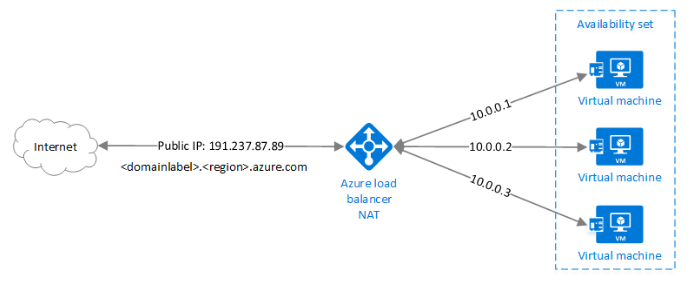 Availability set
VM
Virtual machine
10.0.0.1
Internet
Public IP: 191.237.87.89
<domainlabel>.<region>.azure.com
Azure load
balancer
NAT
10.0.0.2
VM
Virtual machine
10.0.0.3
VM
Virtual machine